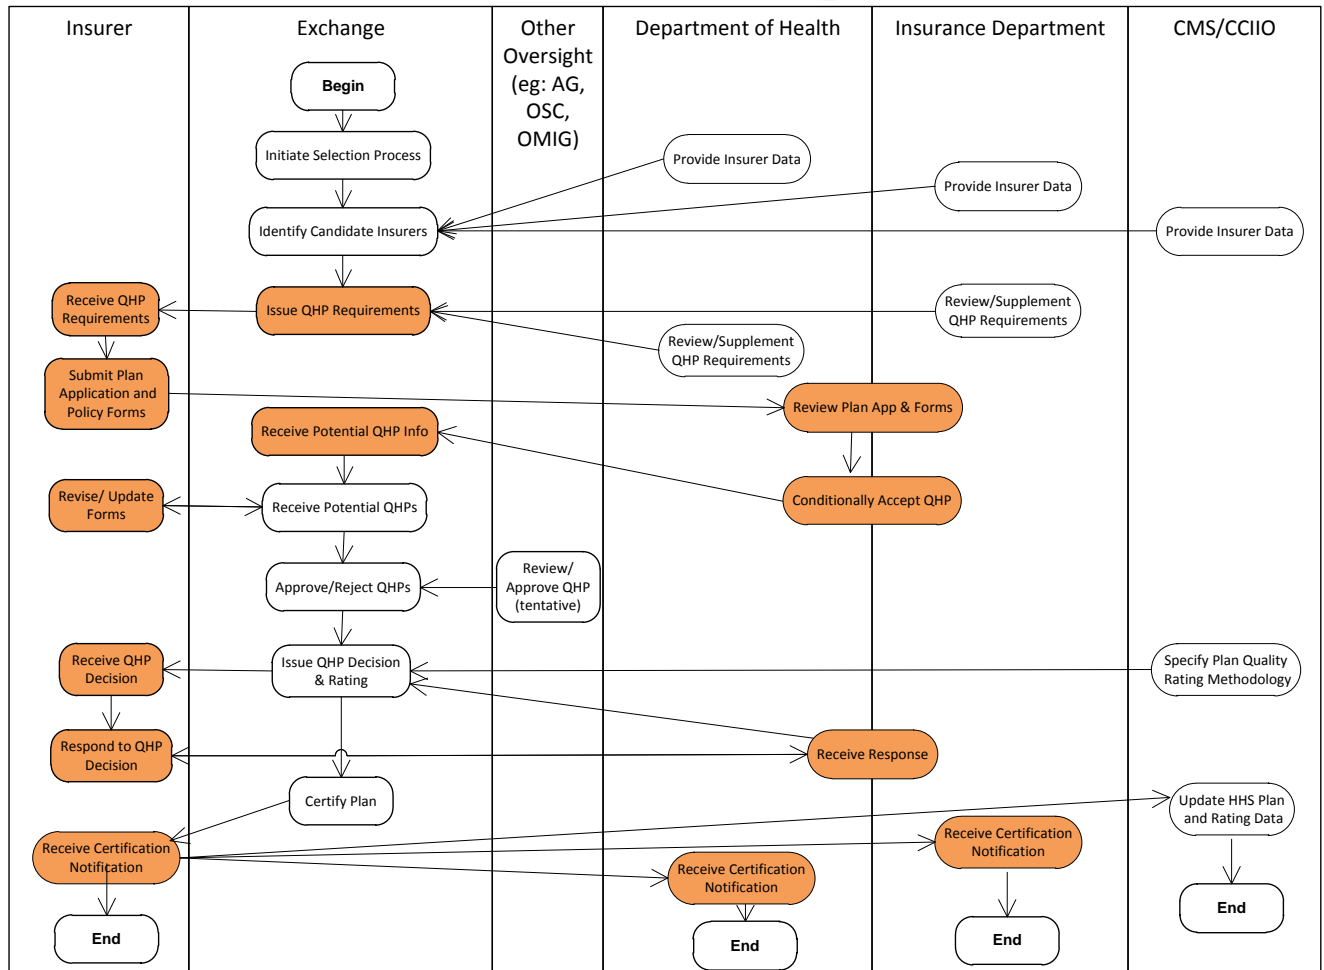 Insurer
Exchange
Other
Oversight
(eg: AG,
OSC,
OMIG)
Department of Health
Insurance Department
CMS/CCIIO
Begin
Initiate Selection Process
Provide Insurer Data
Provide Insurer Data
Identify Candidate Insurers
Provide Insurer Data
Receive QHP
Requirements
Issue QHP Requirements
Review/Supplement
QHP Requirements
Review/Supplement
QHP Requirements
Submit Plan
Application and
Policy Forms
Review Plan App & Forms
Receive Potential QHP Info
Revise/ Update
Forms
Receive Potential QHPs
Conditionally Accept QHP
Approve/Reject QHPs
Review/
Approve QHP
(tentative)
Receive QHP
Decision
Issue QHP Decision
& Rating
Specify Plan Quality
Rating Methodology
Respond to QHP
Decision
Receive Response
Certify Plan
Update HHS Plan
and Rating Data
Receive Certification
Notification
Receive Certification
Notification
Receive Certification
Notification
End
End
End
End